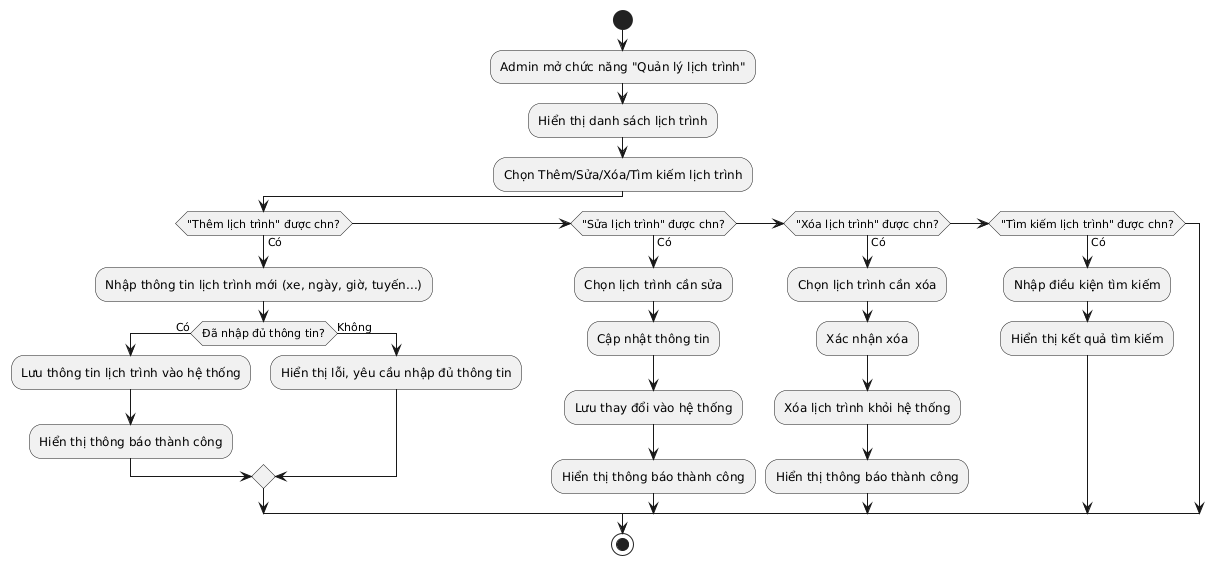 Admin mở chức năng "Quản lý lịch trình"
Hiển thị danh sách lịch trình
Chọn Thêm/Sửa/Xóa/Tìm kiếm lịch trình
"Thêm lịch trình" được chn?
"Sửa lịch trình" được chn?
"Xóa lịch trình" được chn?
"Tìm kiếm lịch trình" được chn?
Có
Có
Có
Có
Nhập thông tin lịch trình mới (xe, ngày, giờ, tuyến...)
Chọn lịch trình cần sửa
Chọn lịch trình cần xóa
Nhập điều kiện tìm kiếm
Có
Đã nhập đủ thông tin?
Không
Cập nhật thông tin
Xác nhận xóa
Hiển thị kết quả tìm kiếm
Lưu thông tin lịch trình vào hệ thống
Hiển thị lỗi, yêu cầu nhập đủ thông tin
Lưu thay đổi vào hệ thống
Xóa lịch trình khỏi hệ thống
Hiển thị thông báo thành công
Hiển thị thông báo thành công
Hiển thị thông báo thành công